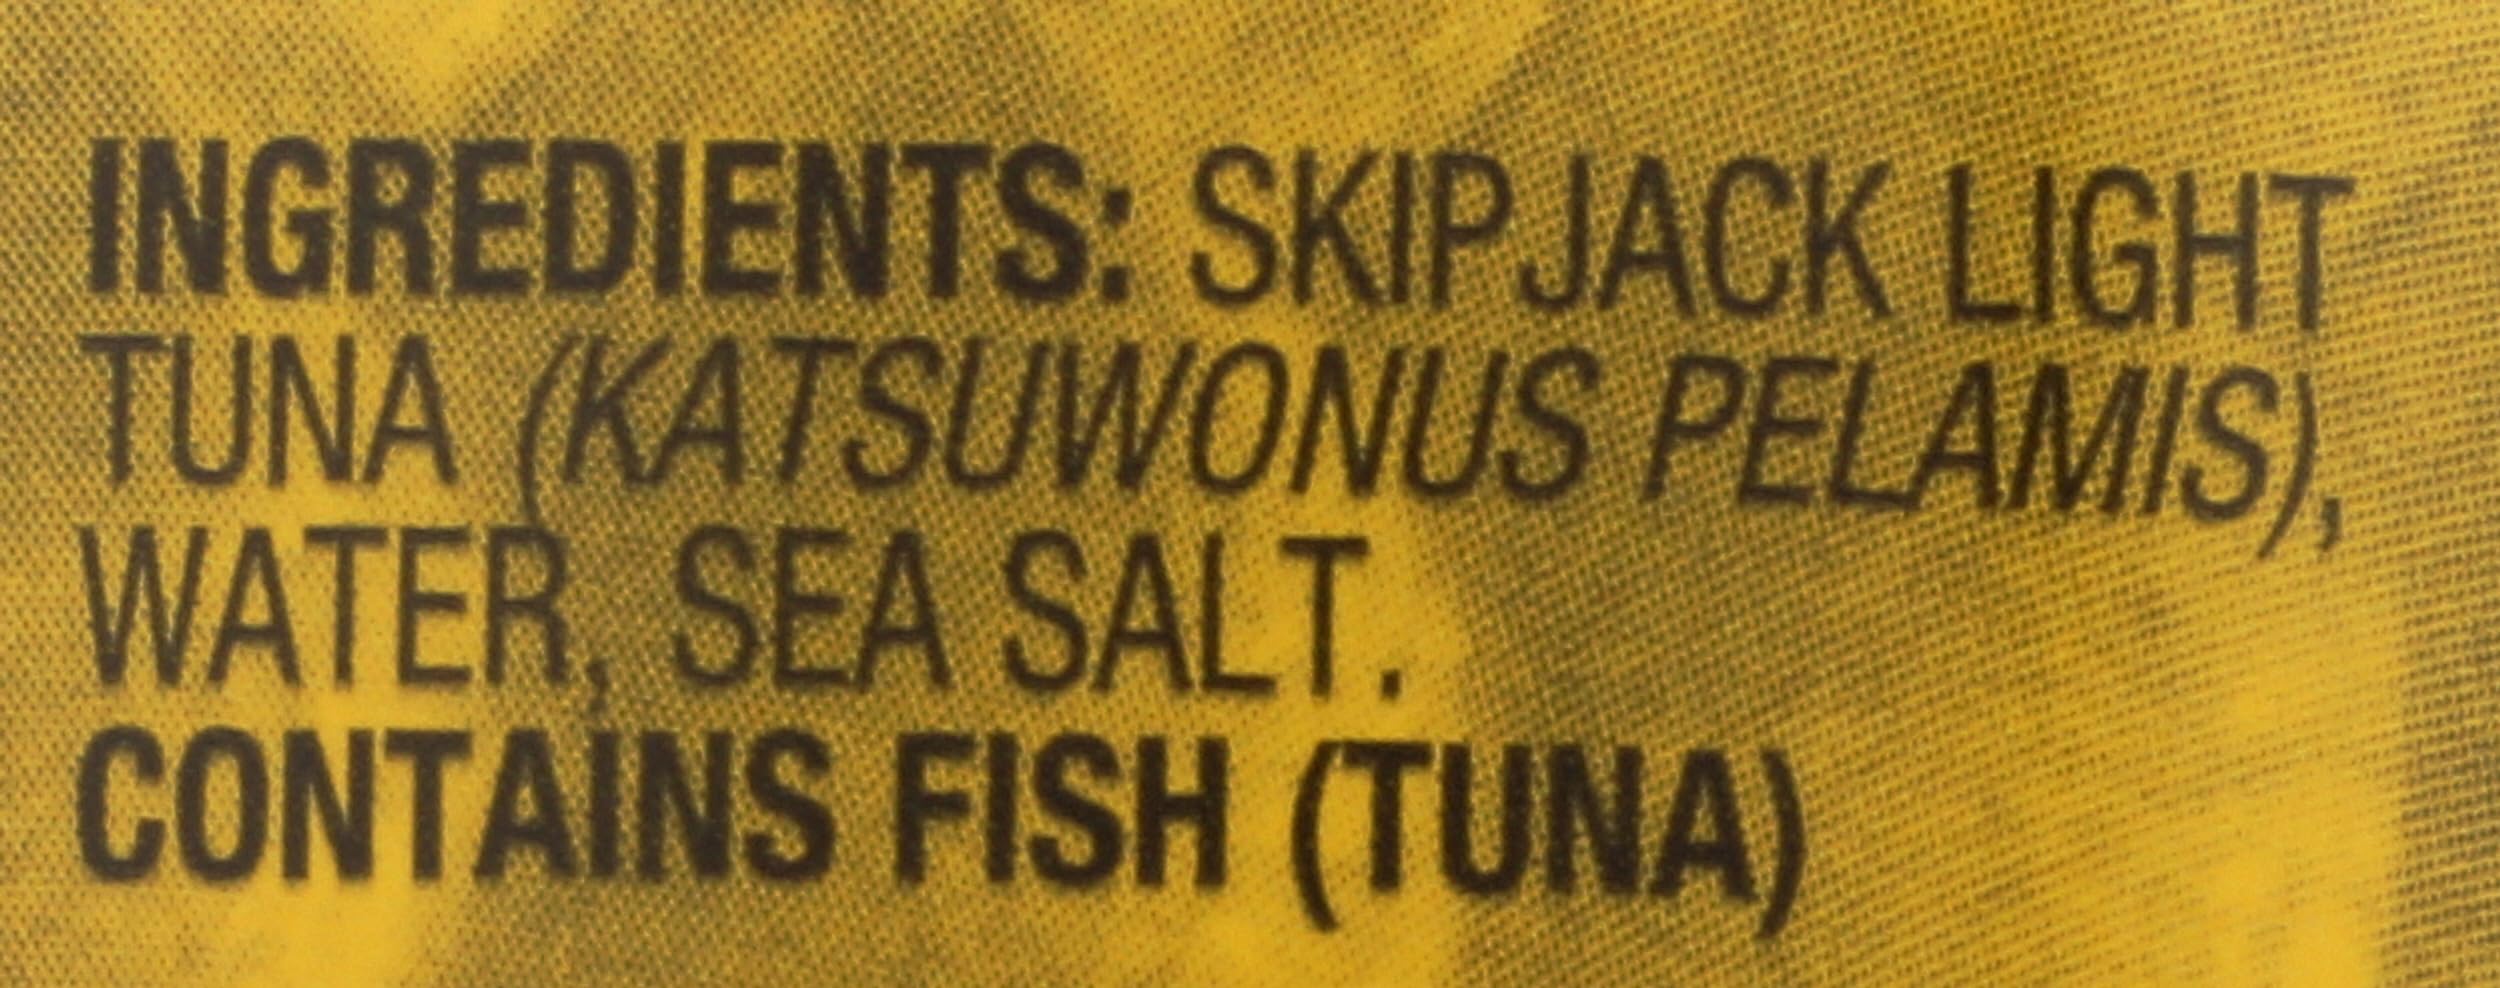 INGREDIENTS: SKIPJACK LIGHT
TUNA (KATSUWONUS PELAMIS),
WATER, SEA SALT.
CONTAINS FISH (TUNA)